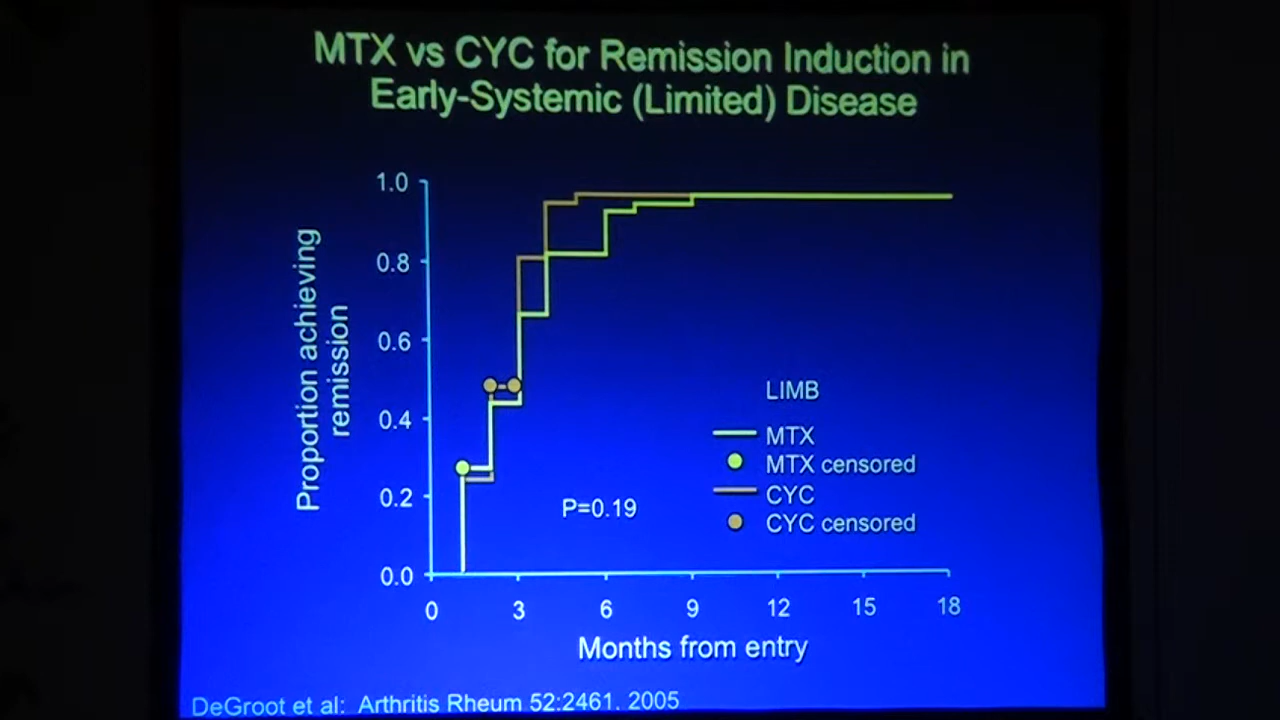 MTX vs CYC for Remission Induction in
Early-Systemic (Limited) Disease
Proportion achieving
remission
1.0
0.8
0.6
0.4
0.2
0.0
0 3 6 9 12 15 18
Months from entry
P=0.19
LIMB
MTX
MTX censored
CYC
CYC censored
DeGroot et al: Arthritis Rheum 52:2461. 2005